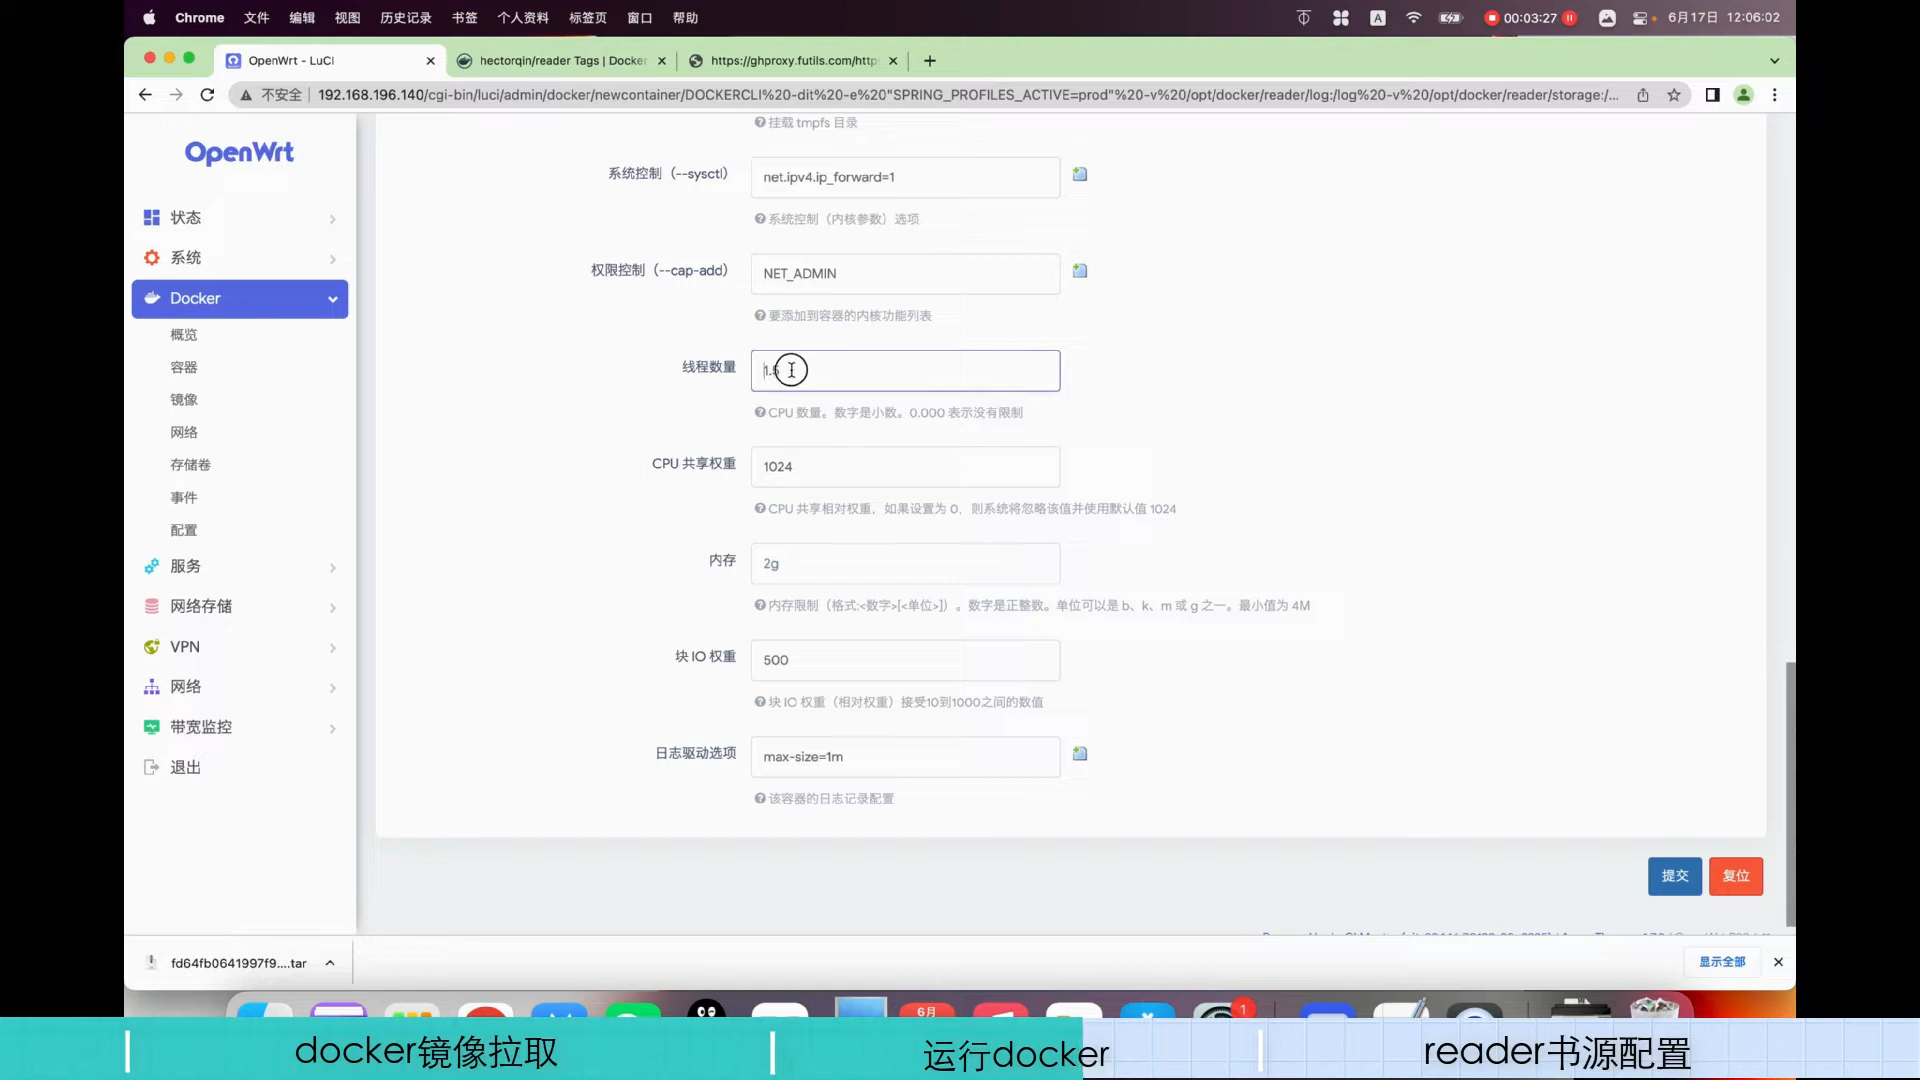 Chrome 文件 编辑 视图 历史记录 书签 个人资料 标签页 窗口 帮助 A 00:03:27 6月17日 12:06:02
OpenWrt - LuCI hectorqin/reader Tags | Docker https://ghproxy.futils.com/http
不安全 192.168.196.140/cgi-bin/luci/admin/docker/newcontainer/DOCKERCLI%20-dit%20-e%20"SPRING_PROFILES_ACTIVE=prod"%20-v%20/opt/docker/reader/log:/log%20-v%20/opt/docker/reader/storage:/...
OpenWrt
状态
系统
Docker
概览
容器
镜像
网络
存储卷
事件
配置
服务
网络存储
VPN
网络
带宽监控
退出
挂载 tmpfs 目录
系统控制（--sysctl） net.ipv4.ip_forward=1
系统控制（内核参数）选项
权限控制（--cap-add） NET_ADMIN
要添加到容器的内核功能列表
线程数量 1.5
CPU 数量。数字是小数。0.000 表示没有限制
CPU 共享权重 1024
CPU 共享相对权重，如果设置为 0，则系统将忽略该值并使用默认值 1024
内存 2g
内存限制（格式:<数字>[<单位>]）。数字是正整数。单位可以是 b、k、m 或 g 之一。最小值为 4M
块 IO 权重 500
块 IO 权重（相对权重）接受10到1000之间的数值
日志驱动选项 max-size=1m
该容器的日志记录配置
提交 复位
fd64fb0641997f9....tar 显示全部
6月 1
docker镜像拉取 运行docker reader书源配置